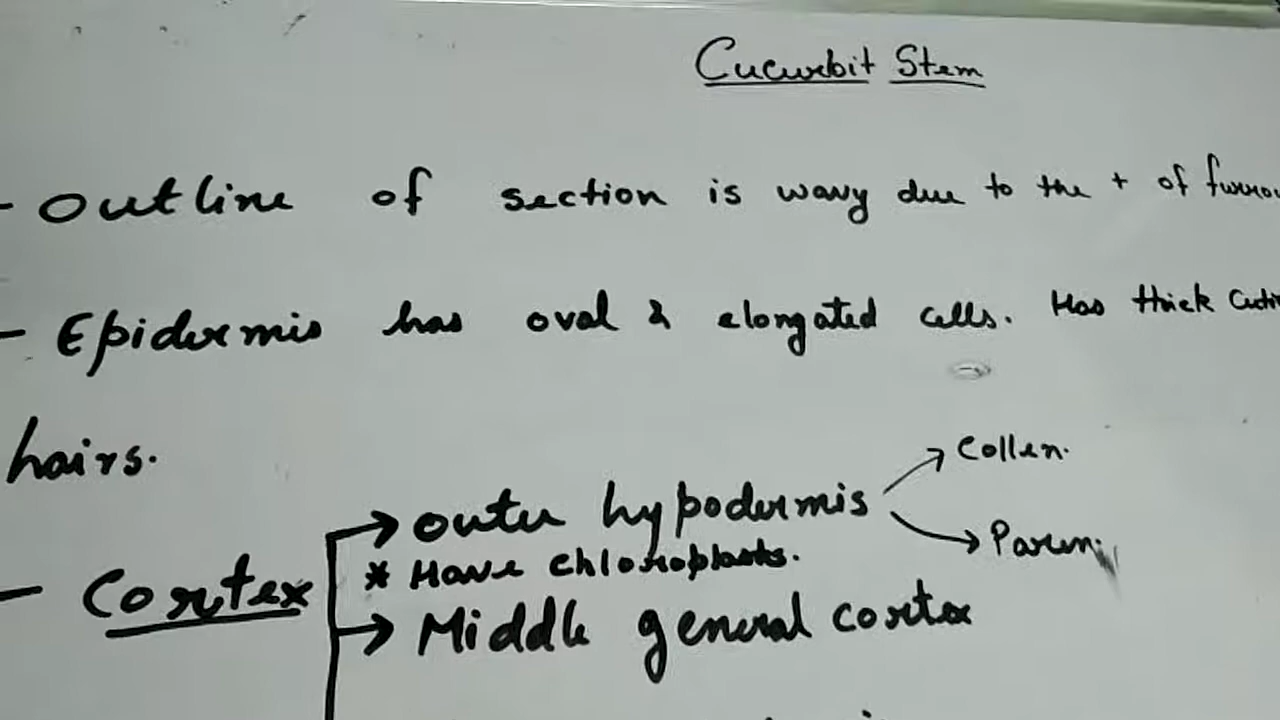 Cucurbit Stem
- Outline of section is wavy due to the + of
- Epidermis has oval & elongated cells. Has thick
hairs.
→ Collen.
→ outer hypodermis
→ Paren.
* Have chloroplasts.
- Cortex
→ Middle general cortex